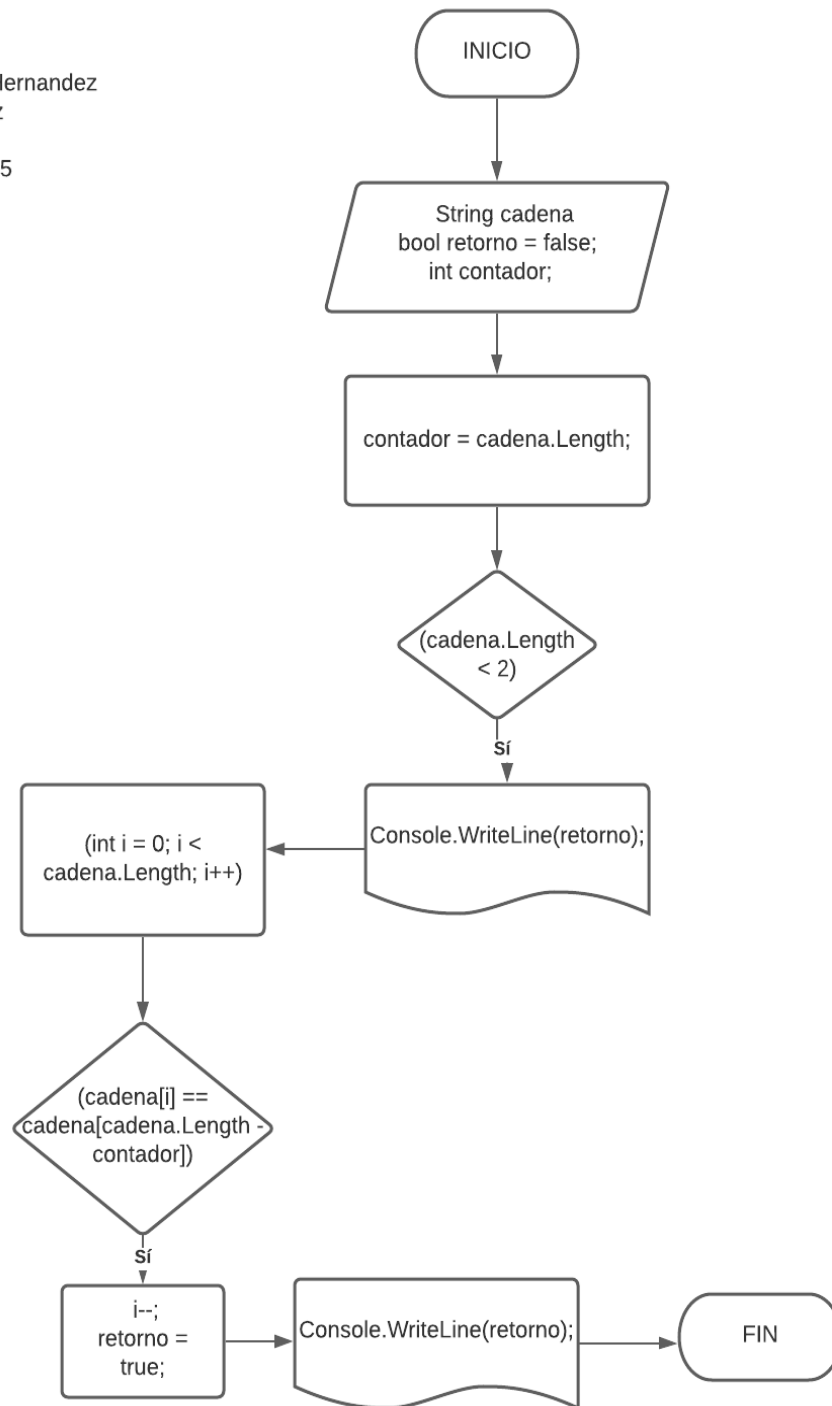 INICIO
5
String cadena
bool retorno = false;
int contador;
contador = cadena.Length;
(cadena.Length
< 2)
Sí
Console.WriteLine(retorno);
(int i = 0; i <
cadena.Length; i++)
(cadena[i] ==
cadena[cadena.Length -
contador])
Sí
i--;
retorno =
true;
Console.WriteLine(retorno);
FIN